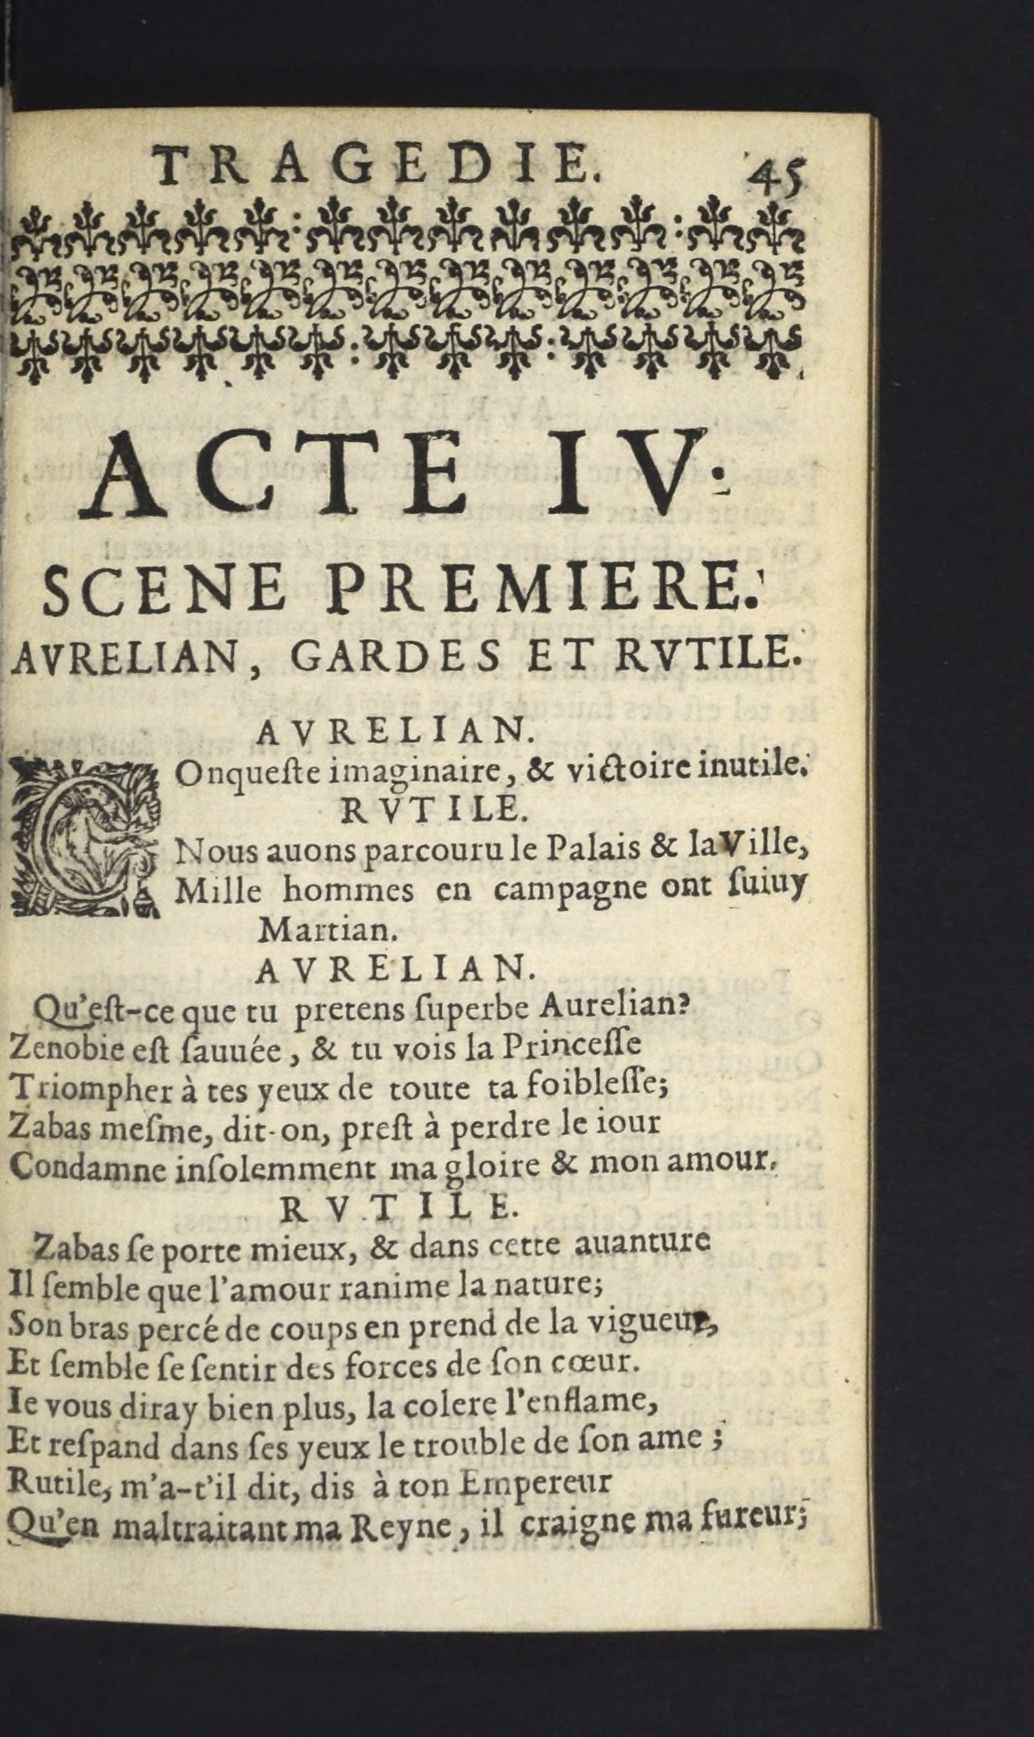 TRAGEDIE. 45
ACTE IV.
SCENE PREMIERE.
AVRELIAN, GARDES ET RVTILE.
AVRELIAN.
COnqueſte imaginaire, & victoire inutile.
RVTILE.
Nous auons parcouru le Palais & la Ville,
Mille hommes en campagne ont ſuiuy
Martian.
AVRELIAN.
Qu'eſt-ce que tu pretens ſuperbe Aurelian?
Zenobie eſt ſauuée, & tu vois la Princeſſe
Triompher à tes yeux de toute ta foibleſſe;
Zabas meſme, dit-on, preſt à perdre le iour
Condamne inſolemment ma gloire & mon amour.
RVTILE.
Zabas ſe porte mieux, & dans cette auanture
Il ſemble que l'amour ranime la nature;
Son bras percé de coups en prend de la vigueur,
Et ſemble ſe ſentir des forces de ſon cœur.
Ie vous diray bien plus, la colere l'enflame,
Et reſpand dans ſes yeux le trouble de ſon ame;
Rutile, m'a-t'il dit, dis à ton Empereur
Qu'en maltraitant ma Reyne, il craigne ma fureur;